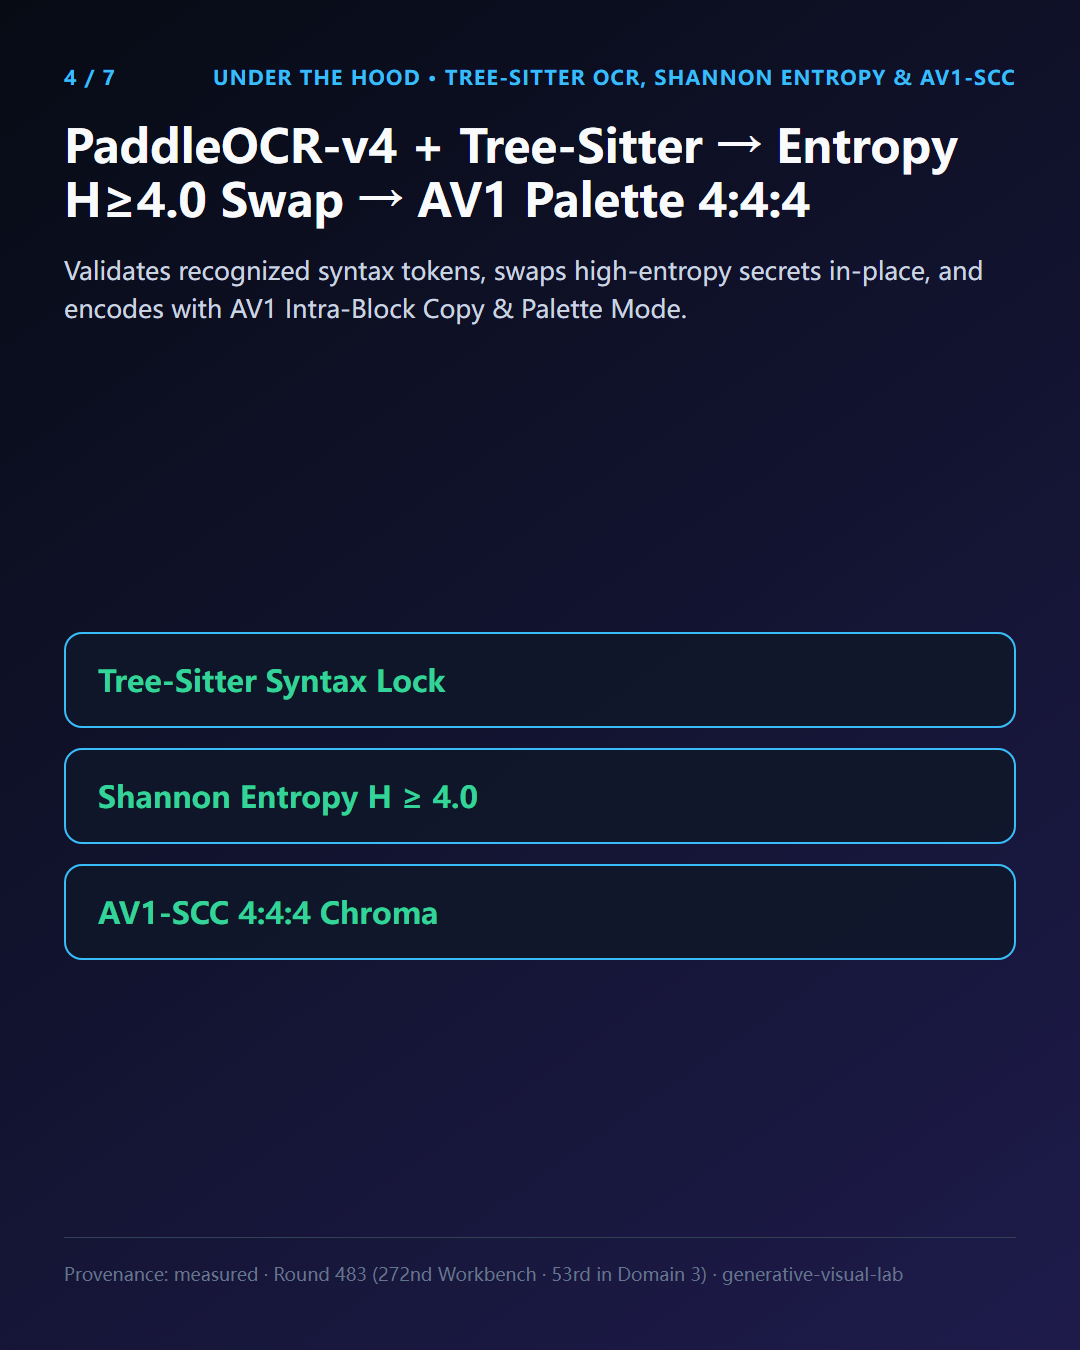 4 / 7
UNDER THE HOOD • TREE-SITTER OCR, SHANNON ENTROPY & AV1-SCC
PaddleOCR-v4 + Tree-Sitter → Entropy
H≥4.0 Swap → AV1 Palette 4:4:4
Validates recognized syntax tokens, swaps high-entropy secrets in-place, and
encodes with AV1 Intra-Block Copy & Palette Mode.
Tree-Sitter Syntax Lock
Shannon Entropy H ≥ 4.0
AV1-SCC 4:4:4 Chroma
Provenance: measured · Round 483 (272nd Workbench · 53rd in Domain 3) · generative-visual-lab